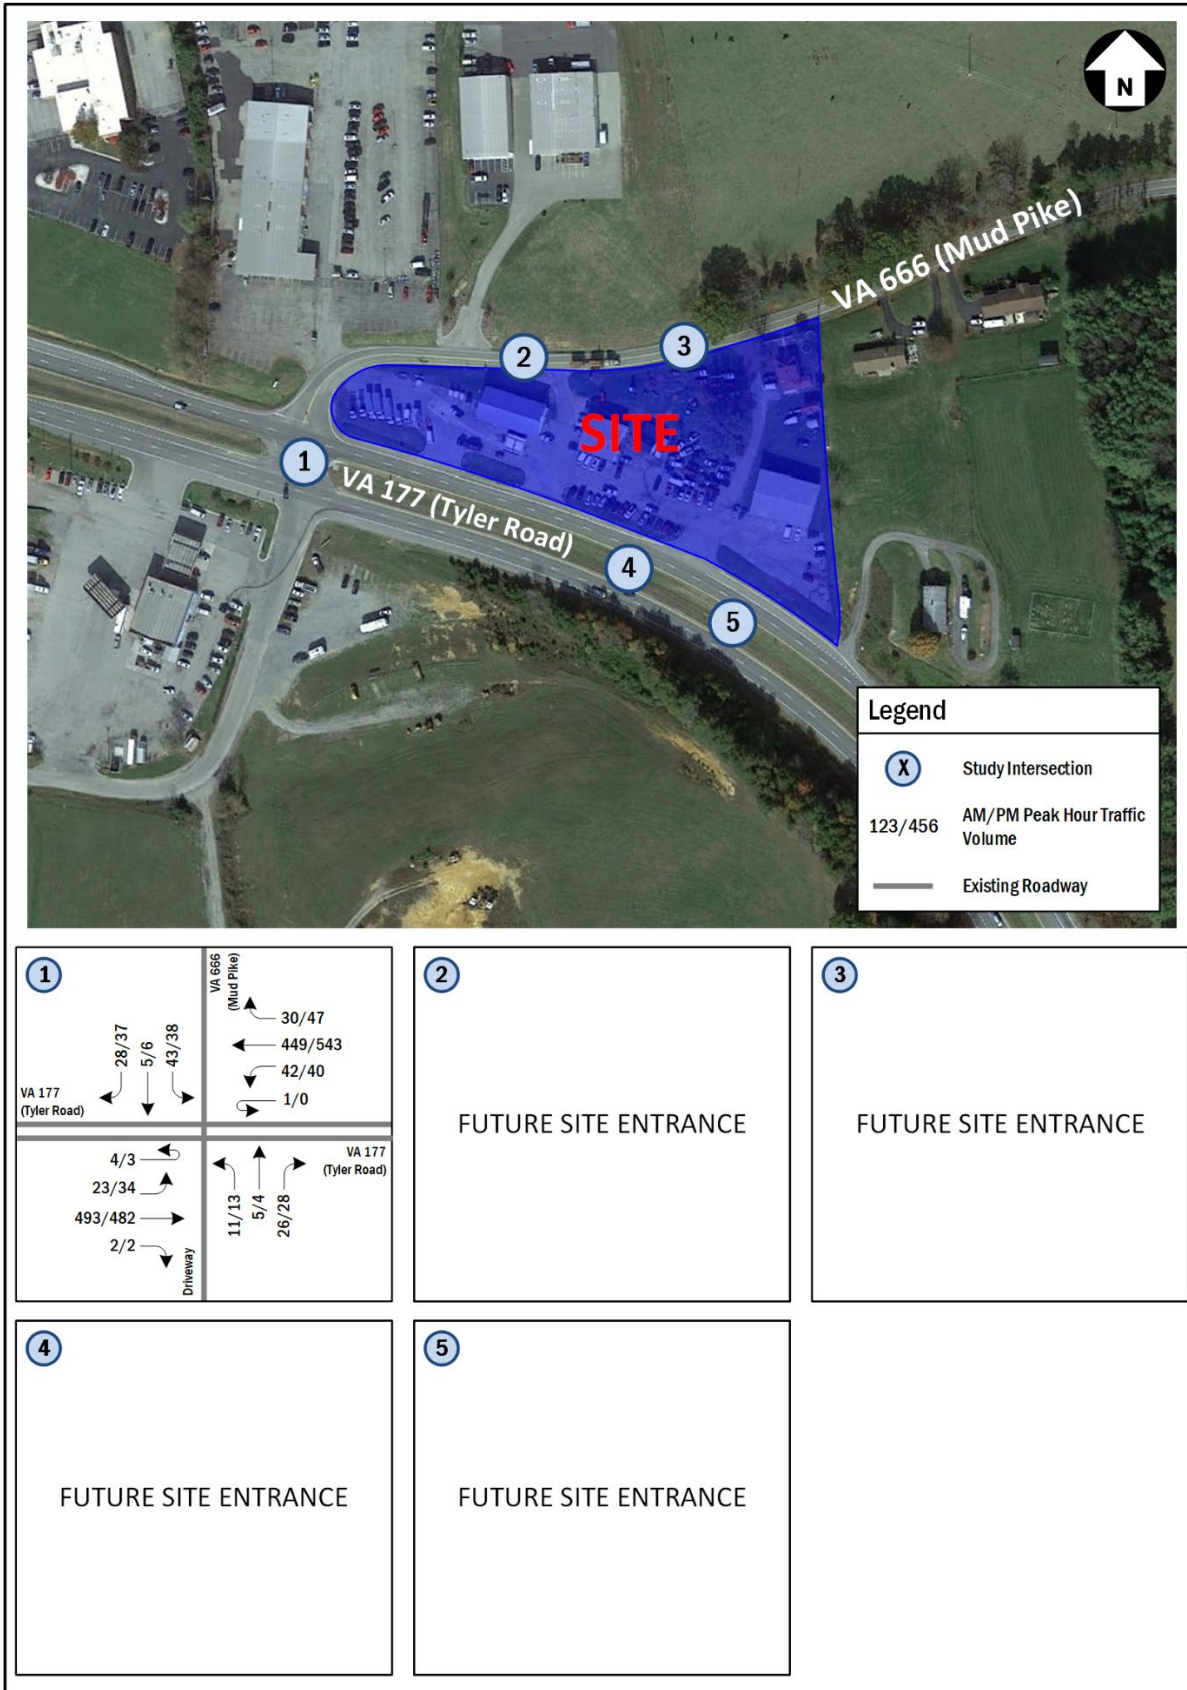 N
VA 666 (Mud Pike)
2
3
SITE
1
VA 177 (Tyler Road)
4
5
Legend
X
Study Intersection
123/456
AM/PM Peak Hour Traffic
Volume
Existing Roadway
1
VA 666
(Mud Pike)
30/47
449/543
42/40
1/0
28/37
5/6
43/38
VA 177
(Tyler Road)
VA 177
(Tyler Road)
4/3
23/34
493/482
2/2
11/13
5/4
26/28
Driveway
2
FUTURE SITE ENTRANCE
3
FUTURE SITE ENTRANCE
4
FUTURE SITE ENTRANCE
5
FUTURE SITE ENTRANCE